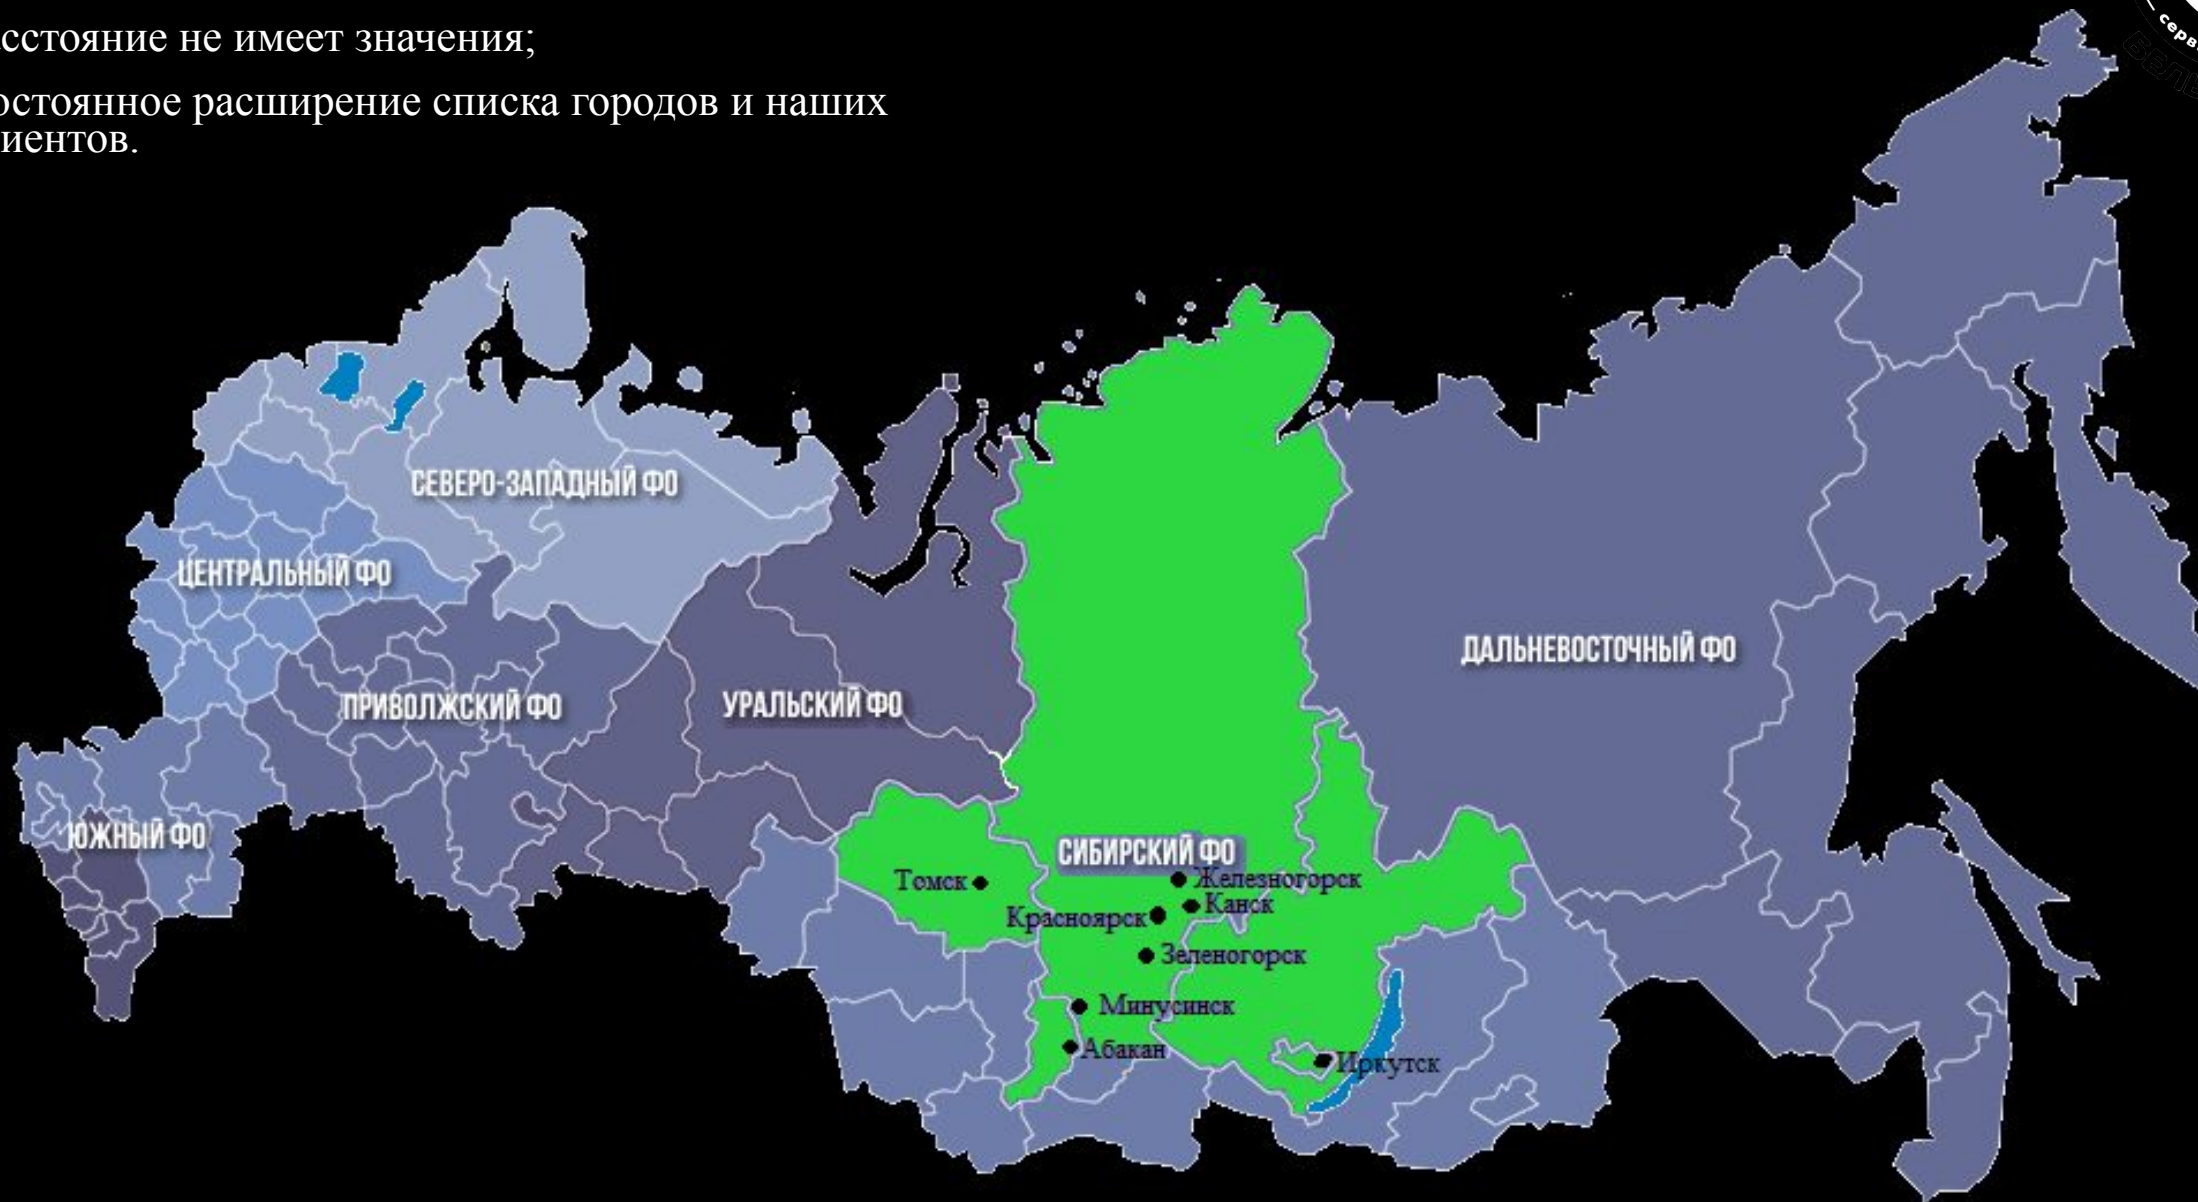 сстояние не имеет значения;
остоянное расширение списка городов и наших
иентов.
СЕВЕРО-ЗАПАДНЫЙ ФО
ЦЕНТРАЛЬНЫЙ ФО
ДАЛЬНЕВОСТОЧНЫЙ ФО
ПРИВОЛЖСКИЙ ФО
УРАЛЬСКИЙ ФО
ЮЖНЫЙ ФО
СИБИРСКИЙ ФО
Томск
Железногорск
Канск
Красноярск
Зеленогорск
Минусинск
Абакан
Иркутск